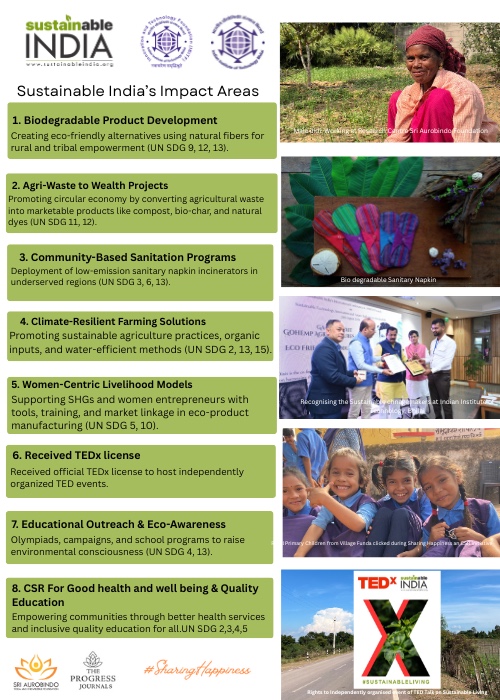 sustainable
INDIA
www.sustainableindia.org
Sustainable India's Impact Areas
1. Biodegradable Product Development
Creating eco-friendly alternatives using natural fibers for
rural and tribal empowerment (UN SDG 9, 12, 13).
2. Agri-Waste to Wealth Projects
Promoting circular economy by converting agricultural waste
into marketable products like compost, bio-char, and natural
dyes (UN SDG 11, 12).
3. Community-Based Sanitation Programs
Deployment of low-emission sanitary napkin incinerators in
underserved regions (UN SDG 3, 6, 13).
4. Climate-Resilient Farming Solutions
Promoting sustainable agriculture practices, organic
inputs, and water-efficient methods (UN SDG 2, 13, 15).
5. Women-Centric Livelihood Models
Supporting SHGs and women entrepreneurs with
tools, training, and market linkage in eco-product
manufacturing (UN SDG 5, 10).
6. Received TEDx license
Received official TEDx license to host independently
organized TED events.
7. Educational Outreach & Eco-Awareness
Olympiads, campaigns, and school programs to raise
environmental consciousness (UN SDG 4, 13).
8. CSR For Good health and well being & Quality
Education
Empowering communities through better health services
and inclusive quality education for all.UN SDG 2,3,4,5
SRI AUROBINDO
THE
PROGRESS
JOURNALS
#SharingHappiness
Working at Research Centre Sri Aurobindo Foundation
Bio degradable Sanitary Napkin
GOHEMP AGRO
ECO FRIE
Recognising the Sustainable at Indian Institute
Primary Children from Village Funda clicked during Sharing Happiness an CSR
TEDx
sustainable
INDIA
#SUSTAINABLELIVING
Rights to Independently organised event of TED Talk on Sustainable Living